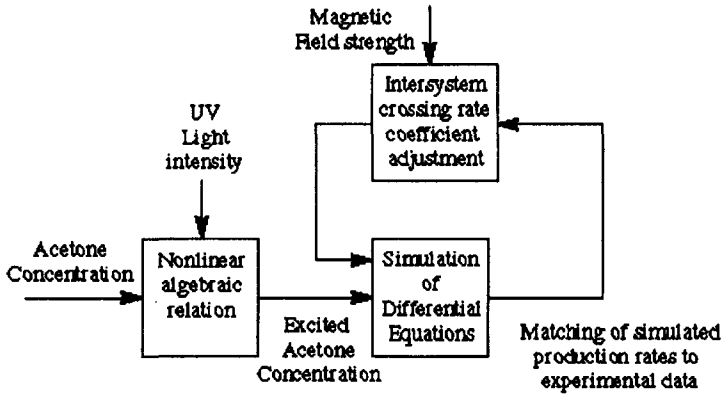 Magnetic
Field strength
Intersystem
crossing rate
coefficient
adjustment
UV
Light
intensity
Acetone
Concentration
Nonlinear
algebraic
relation
Excited
Acetone
Concentration
Simulation
of
Differential
Equations
Matching of simulated
production rates to
experimental data